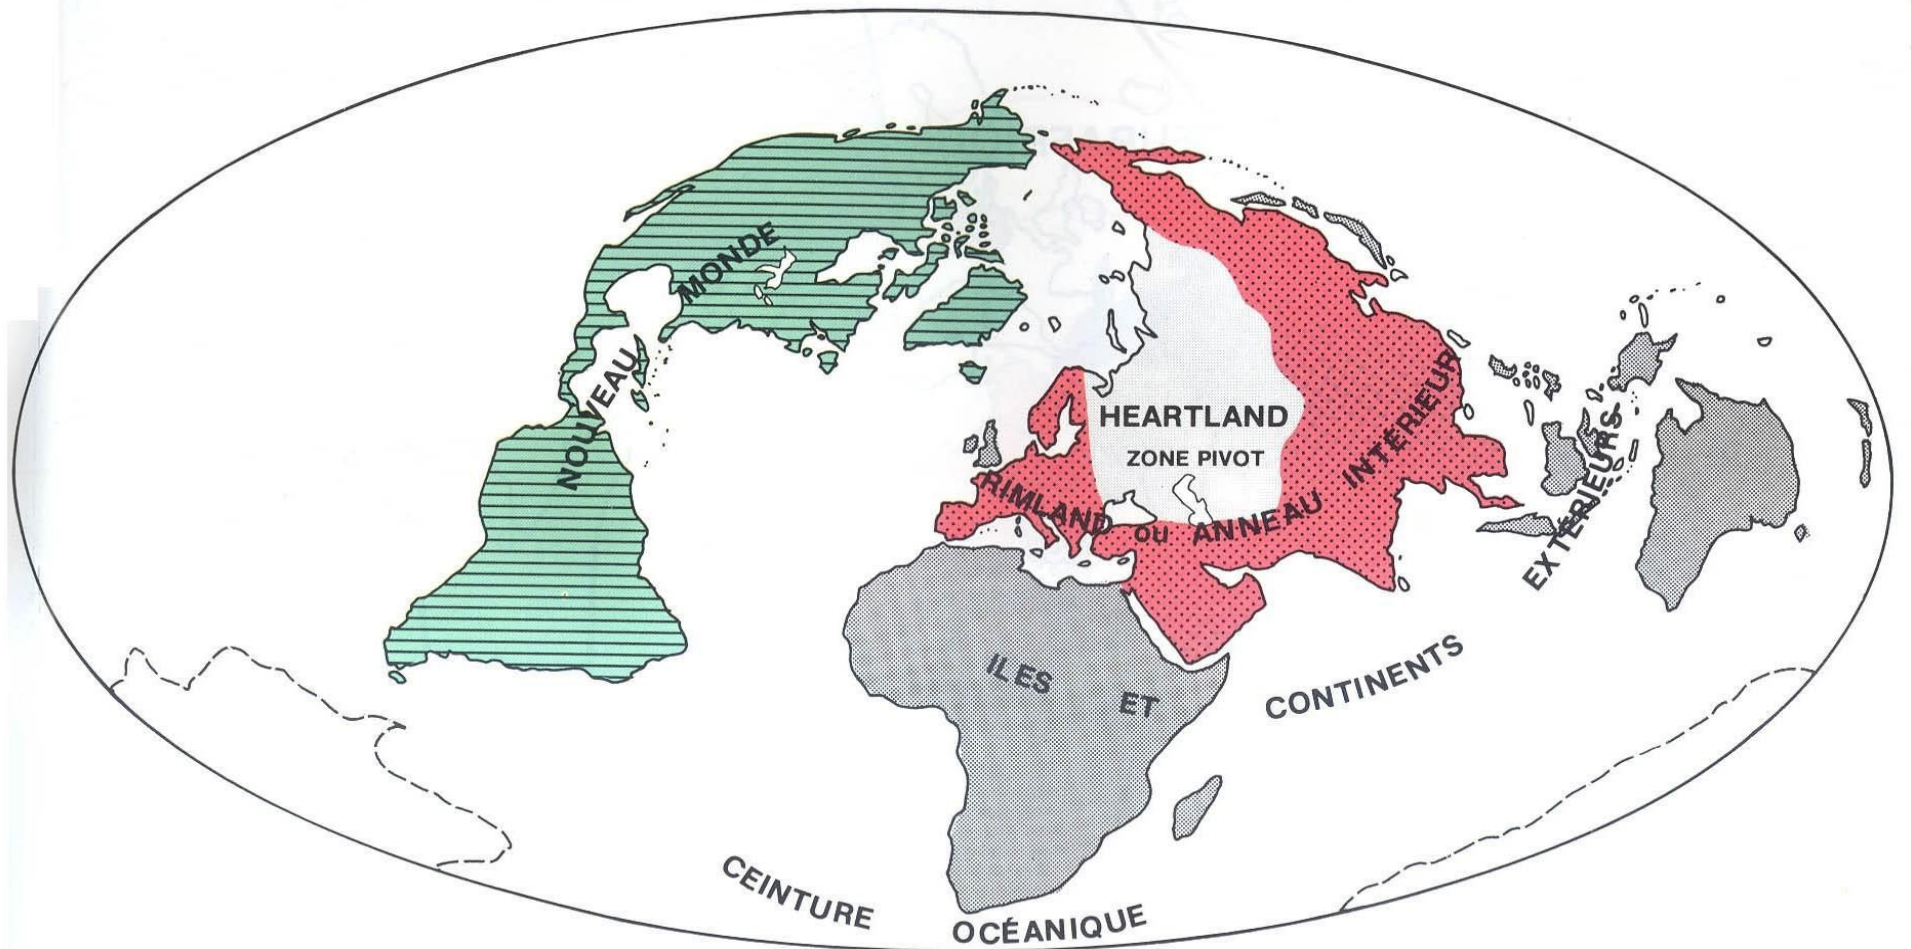 NOUVEAU MONDE
HEARTLAND
ZONE PIVOT
RIMLAND OU ANNEAU INTÉRIEUR
ILES ET CONTINENTS EXTÉRIEURS
CEINTURE OCÉANIQUE